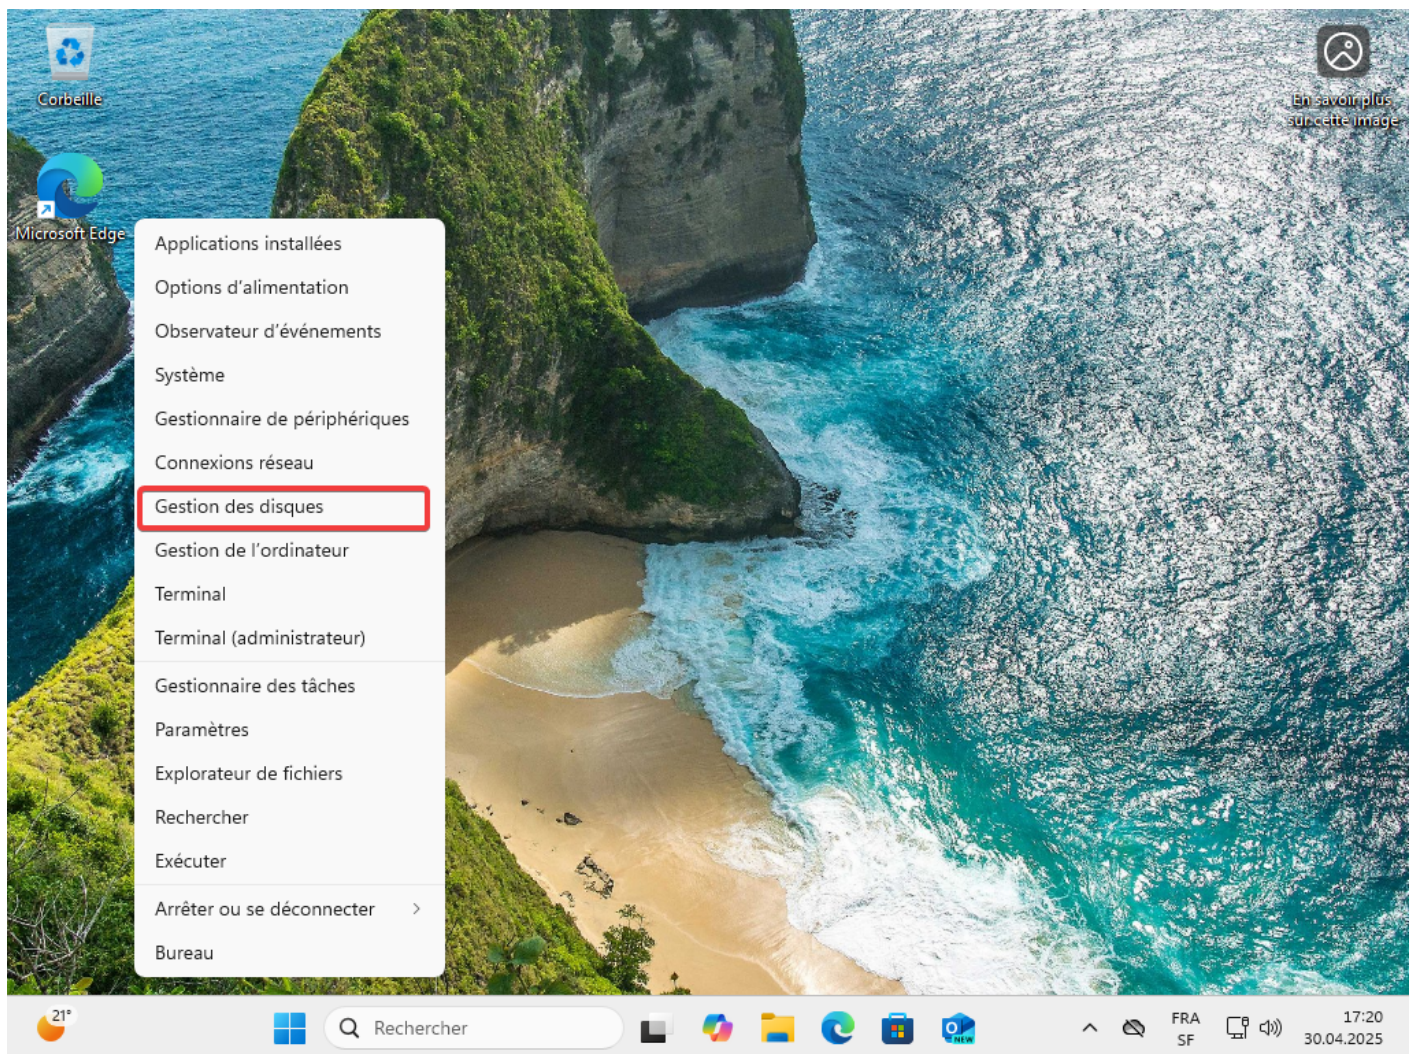 Corbeille
En savoir plus
sur cette image
Microsoft Edge
Applications installées
Options d'alimentation
Observateur d'événements
Système
Gestionnaire de périphériques
Connexions réseau
Gestion des disques
Gestion de l'ordinateur
Terminal
Terminal (administrateur)
Gestionnaire des tâches
Paramètres
Explorateur de fichiers
Rechercher
Exécuter
Arrêter ou se déconnecter
Bureau
21°
Rechercher
NEW
FRA
SF
17:20
30.04.2025